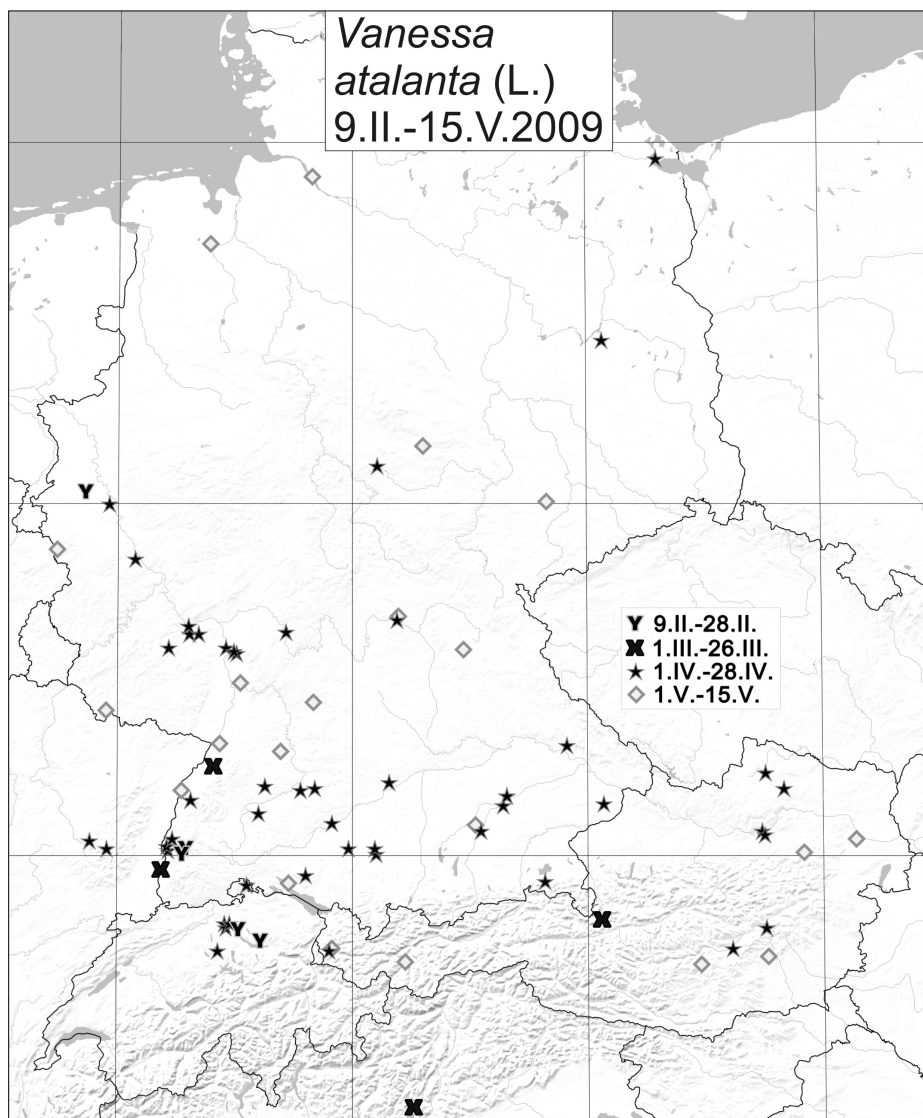 Vanessa
atalanta (L.)
9.II.-15.V.2009
Y 9.II.-28.II.
✖ 1.III.-26.III.
★ 1.IV.-28.IV.
◇ 1.V.-15.V.